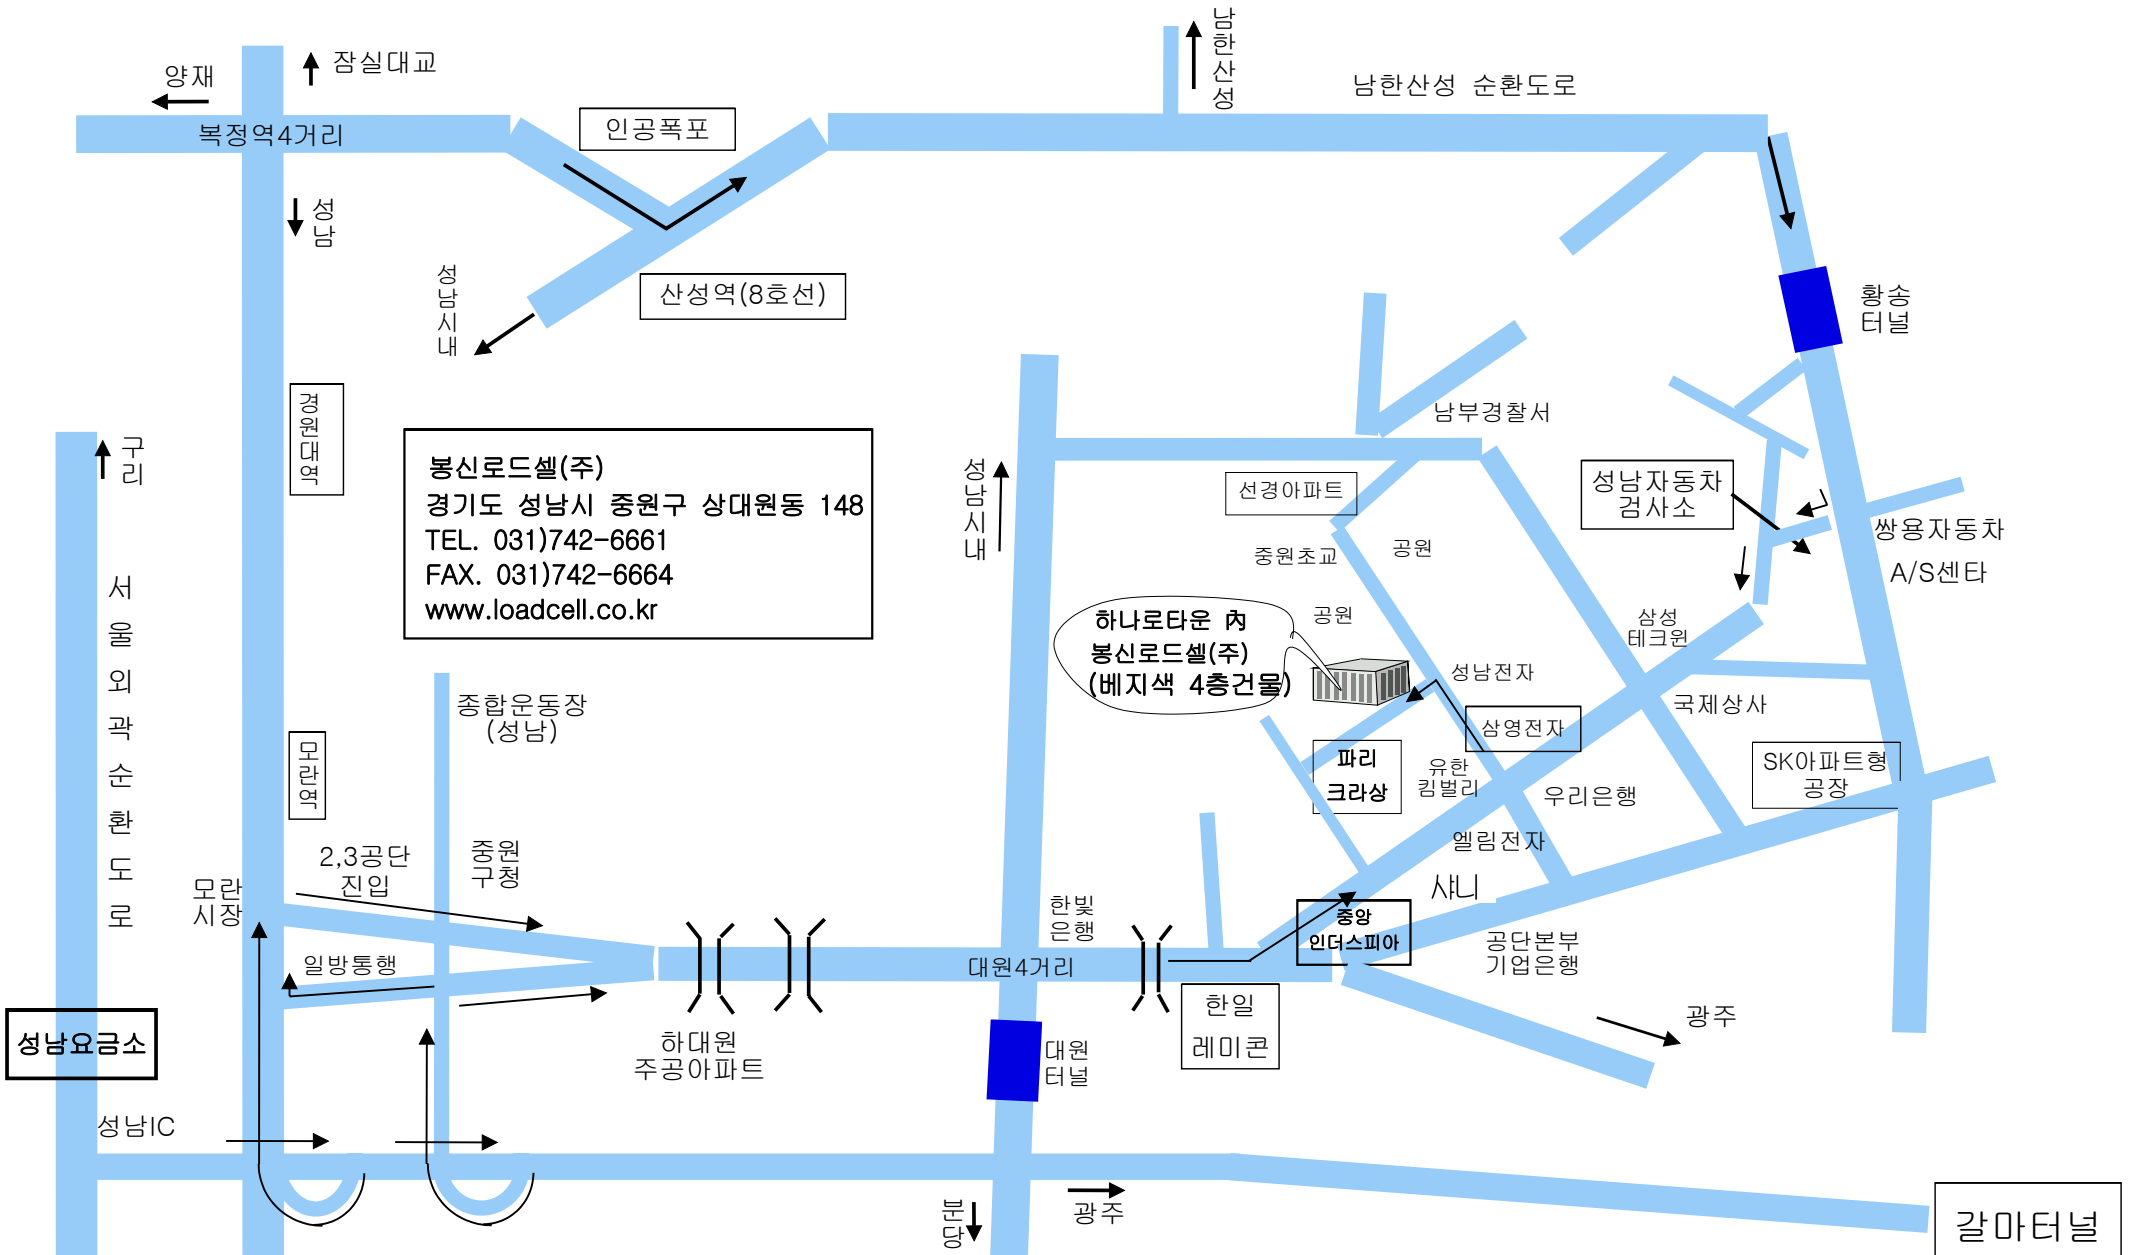 남한산성
양재
잠실대교
남한산성 순환도로
복정역4거리
인공폭포
성남
성남시내
산성역(8호선)
황송
터널
경원대역
구리
남부경찰서
봉신로드셀(주)
경기도 성남시 중원구 상대원동 148
TEL. 031)742-6661
FAX. 031)742-6664
www.loadcell.co.kr
성남시내
선경아파트
성남자동차
검사소
쌍용자동차
A/S센타
중원초교
공원
서울외곽순환도로
하나로타운 內
봉신로드셀(주)
(베지색 4층건물)
공원
삼성
테크윈
성남전자
종합운동장
(성남)
국제상사
삼영전자
모란역
파리
크라상
유한
킴벌리
우리은행
SK아파트형
공장
2,3공단
진입
중원
구청
엘림전자
모란
시장
샤니
한빛
은행
중앙
인더스피아
일방통행
대원4거리
공단본부
기업은행
한일
레미콘
광주
성남요금소
하대원
주공아파트
대원
터널
성남IC
분당
광주
갈마터널